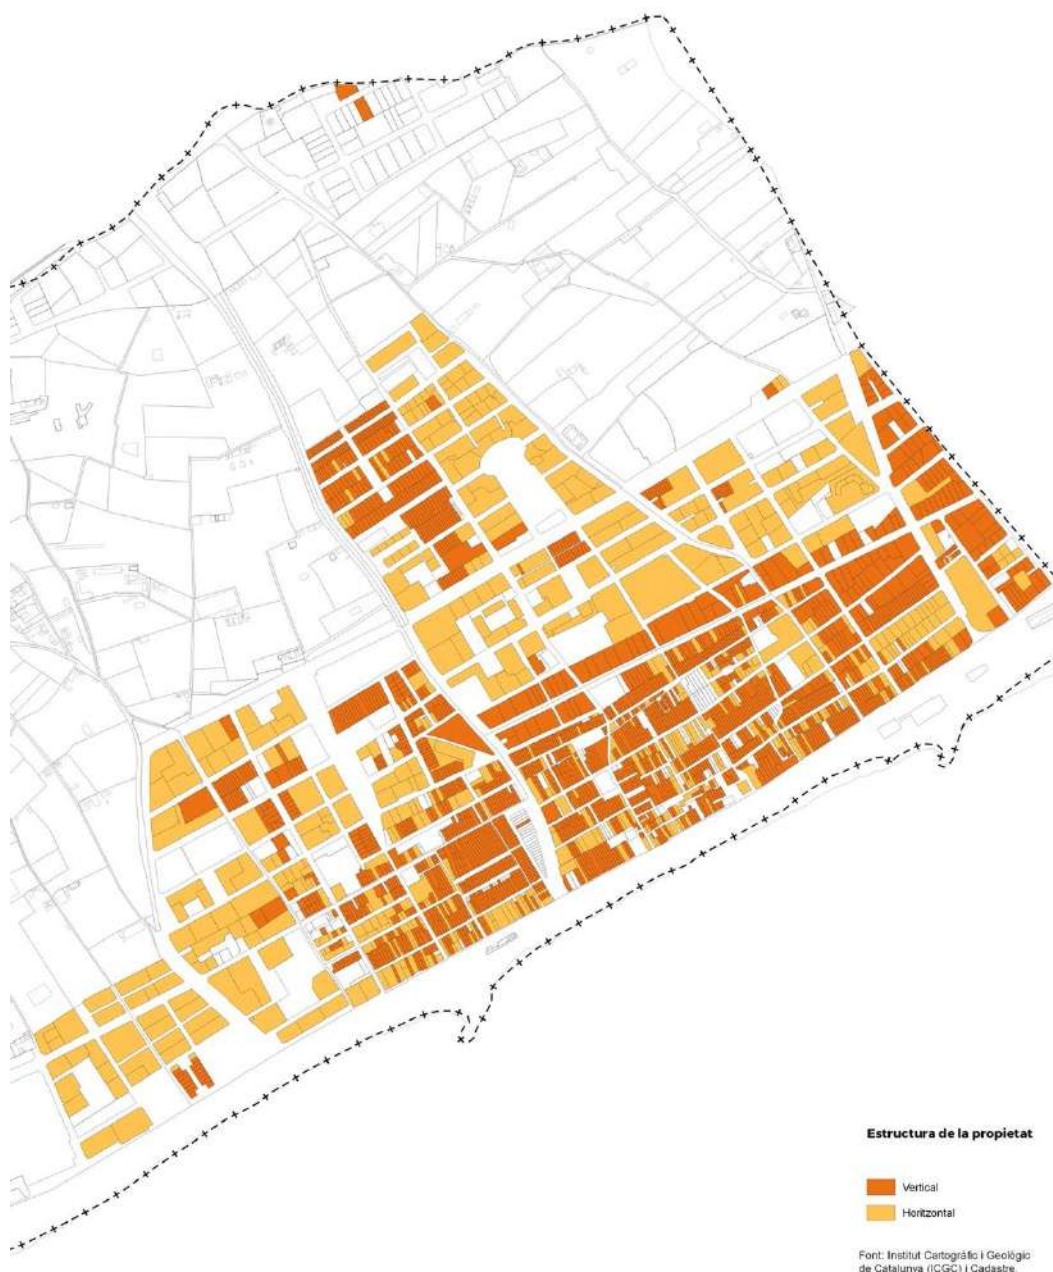 Estructura de la propietat
Vertical
Horitzontal
Font: Institut Cartogràfic i Geològic
de Catalunya (ICGC) i Cadastre.